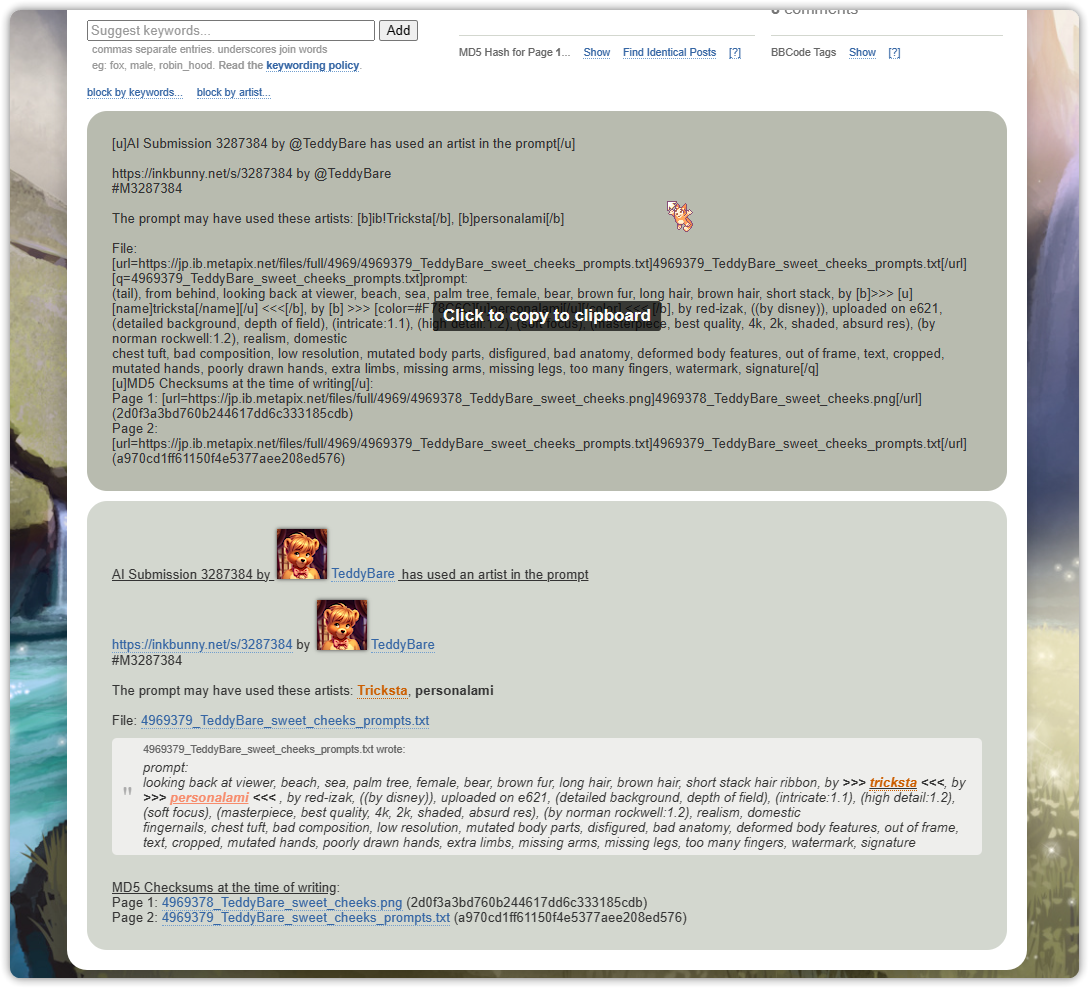 3 comments
Suggest keywords...
Add
commas separate entries. underscores join words
eg: fox, male, robin_hood. Read the keywording policy.
MD5 Hash for Page 1... Show Find Identical Posts [?]
BBCode Tags Show [?]
block by keywords... block by artist...
[u]AI Submission 3287384 by @TeddyBare has used an artist in the prompt[/u]
https://inkbunny.net/s/3287384 by @TeddyBare
#M3287384
The prompt may have used these artists: [b]ib!Tricksta[/b], [b]personalami[/b]
File:
[url=https://jp.ib.metapix.net/files/full/4969/4969379_TeddyBare_sweet_cheeks_prompts.txt]4969379_TeddyBare_sweet_cheeks_prompts.txt[/url]
[q=4969379_TeddyBare_sweet_cheeks_prompts.txt]prompt:
(tail), from behind, looking back at viewer, beach, sea, palm tree, female, bear, brown fur, long hair, brown hair, short stack, by [b]>>> [u]
[name]tricksta[/name][/u] <<<[/b], by [b] >>> [color=#F78C6C][u]personalami[/u][/color] <<< [/b], by red-izak, ((by disney)), uploaded on e621,
(detailed background, depth of field), (intricate:1.1), (high detail:1.2), (soft focus), (masterpiece, best quality, 4k, 2k, shaded, absurd res), (by
norman rockwell:1.2), realism, domestic
chest tuft, bad composition, low resolution, mutated body parts, disfigured, bad anatomy, deformed body features, out of frame, text, cropped,
mutated hands, poorly drawn hands, extra limbs, missing arms, missing legs, too many fingers, watermark, signature[/q]
[u]MD5 Checksums at the time of writing[/u]:
Page 1: [url=https://jp.ib.metapix.net/files/full/4969/4969378_TeddyBare_sweet_cheeks.png]4969378_TeddyBare_sweet_cheeks.png[/url]
(2d0f3a3bd760b244617dd6c333185cdb)
Page 2:
[url=https://jp.ib.metapix.net/files/full/4969/4969379_TeddyBare_sweet_cheeks_prompts.txt]4969379_TeddyBare_sweet_cheeks_prompts.txt[/url]
(a970cd1ff61150f4e5377aee208ed576)
Click to copy to clipboard
AI Submission 3287384 by TeddyBare has used an artist in the prompt
https://inkbunny.net/s/3287384 by TeddyBare
#M3287384
The prompt may have used these artists: Tricksta, personalami
File: 4969379_TeddyBare_sweet_cheeks_prompts.txt
4969379_TeddyBare_sweet_cheeks_prompts.txt wrote:
"
prompt:
looking back at viewer, beach, sea, palm tree, female, bear, brown fur, long hair, brown hair, short stack hair ribbon, by >>> tricksta <<<, by
>>> personalami <<< , by red-izak, ((by disney)), uploaded on e621, (detailed background, depth of field), (intricate:1.1), (high detail:1.2),
(soft focus), (masterpiece, best quality, 4k, 2k, shaded, absurd res), (by norman rockwell:1.2), realism, domestic
fingernails, chest tuft, bad composition, low resolution, mutated body parts, disfigured, bad anatomy, deformed body features, out of frame,
text, cropped, mutated hands, poorly drawn hands, extra limbs, missing arms, missing legs, too many fingers, watermark, signature
MD5 Checksums at the time of writing:
Page 1: 4969378_TeddyBare_sweet_cheeks.png (2d0f3a3bd760b244617dd6c333185cdb)
Page 2: 4969379_TeddyBare_sweet_cheeks_prompts.txt (a970cd1ff61150f4e5377aee208ed576)